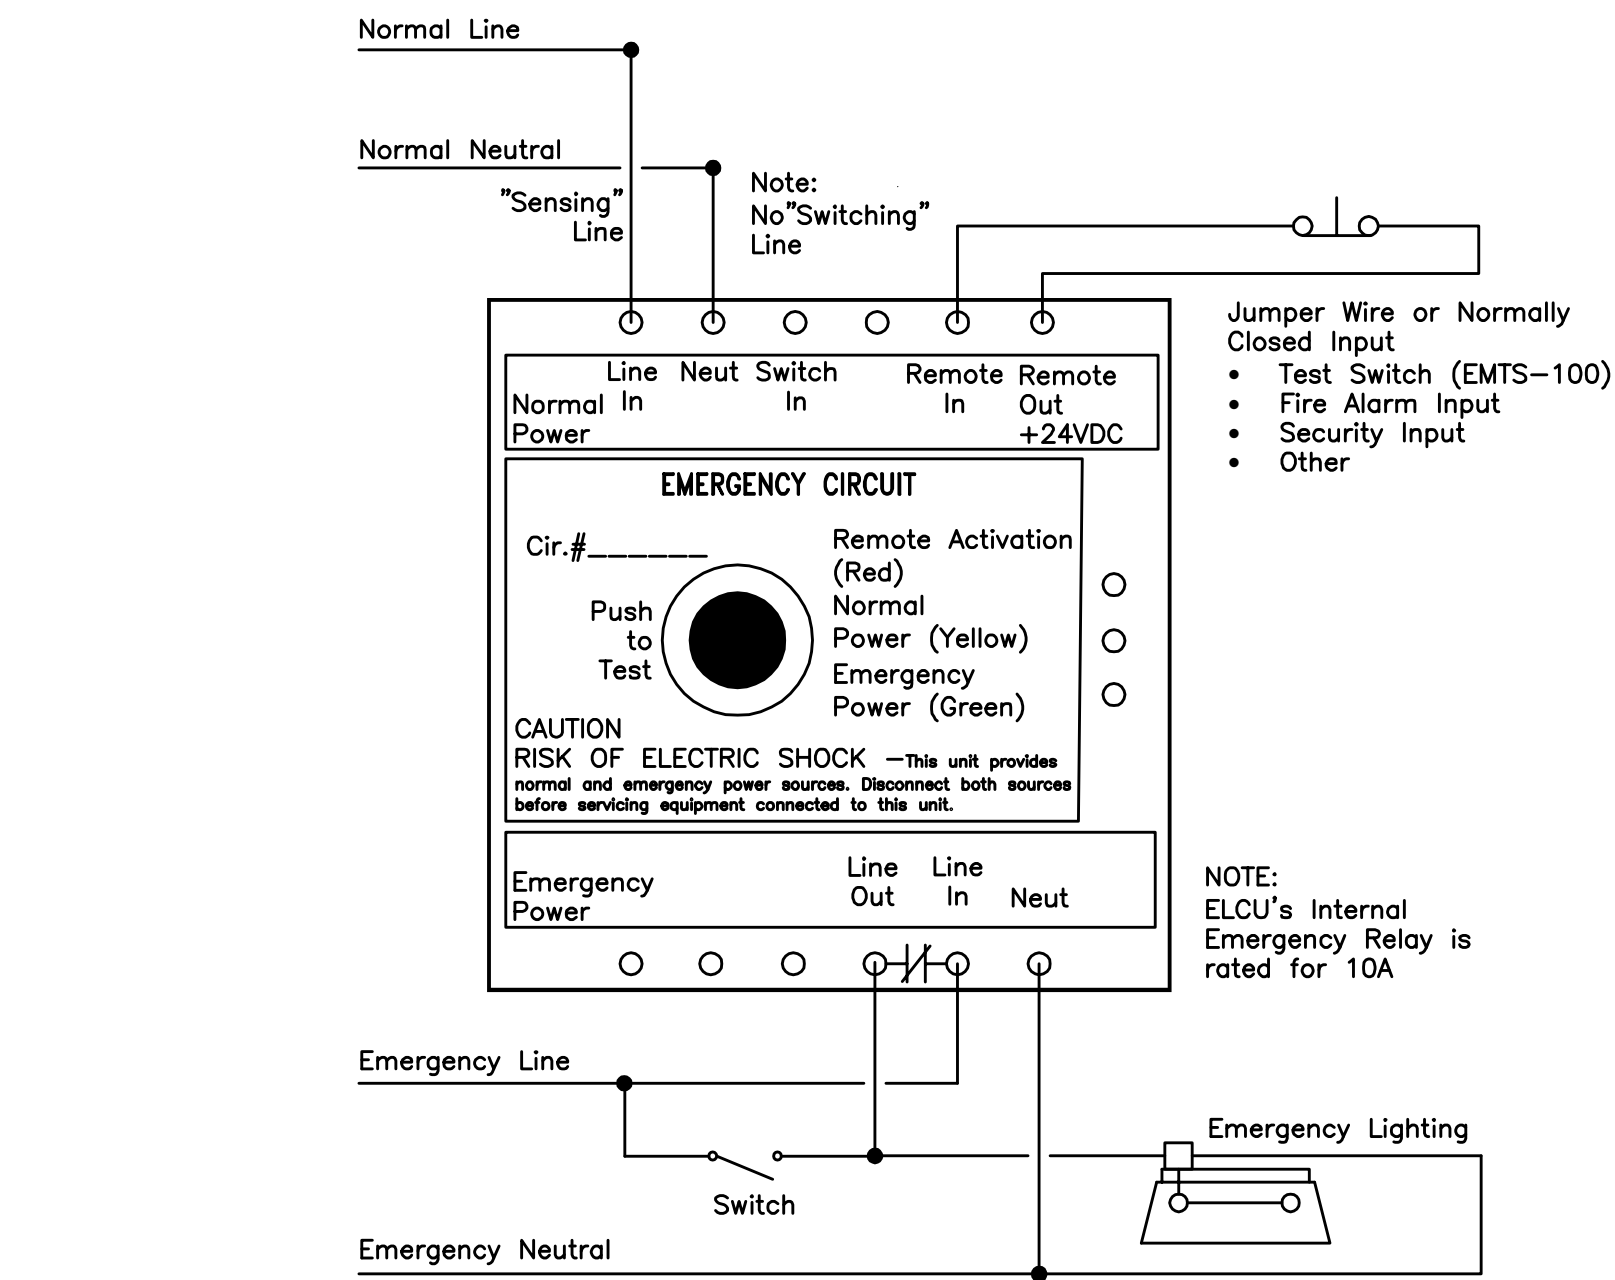 Normal Line
Normal Neutral
"Sensing"
Line
Note:
No"Switching"
Line
Jumper Wire or Normally
Closed Input
• Test Switch (EMTS-100)
• Fire Alarm Input
• Security Input
• Other
Line
In
Neut
Switch
In
Remote
In
Remote
Out
+24VDC
Normal
Power
EMERGENCY CIRCUIT
Cir.#______
Push
to
Test
Remote Activation
(Red)
Normal
Power (Yellow)
Emergency
Power (Green)
CAUTION
RISK OF ELECTRIC SHOCK -This unit provides
normal and emergency power sources. Disconnect both sources
before servicing equipment connected to this unit.
Emergency
Power
Line
Out
Line
In
Neut
NOTE:
ELCU's Internal
Emergency Relay is
rated for 10A
Emergency Line
Switch
Emergency Lighting
Emergency Neutral